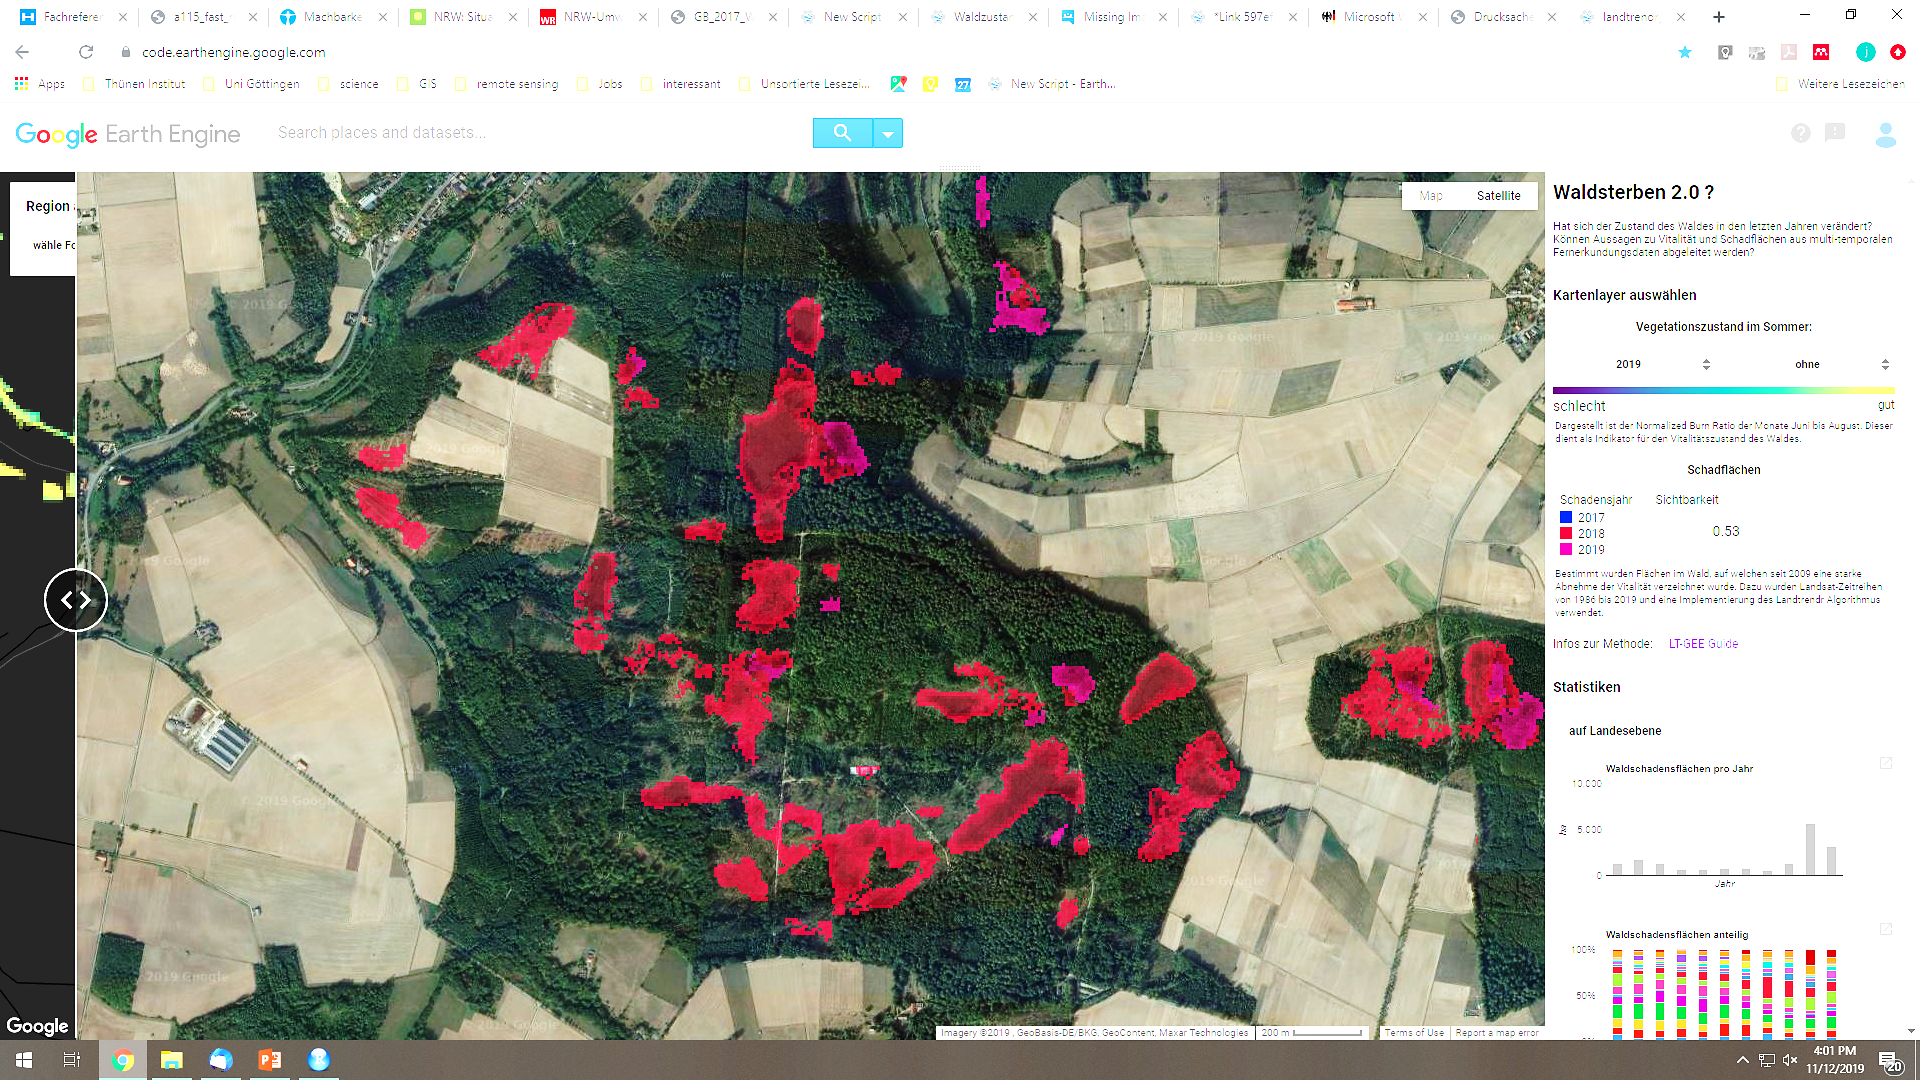 Fachreferer
a115_fast_
Machbarke
NRW: Situa
NRW-Umw
GB_2017_
New Script
Waldzustar
Missing Im
*Link 597ef
Microsoft
Drucksache
landtrendr
code.earthengine.google.com
Apps
Thünen Institut
Uni Göttingen
science
GIS
remote sensing
Jobs
interessant
Unsortierte Lesezei...
27
New Script - Earth...
Weitere Lesezeichen
Google Earth Engine
Search places and datasets...
Region
wähle Fo
Map
Satellite
Waldsterben 2.0 ?
Hat sich der Zustand des Waldes in den letzten Jahren verändert?
Können Aussagen zu Vitalität und Schadflächen aus multi-temporalen
Fernerkundungsdaten abgeleitet werden?
Kartenlayer auswählen
Vegetationszustand im Sommer:
2019
ohne
schlecht
gut
Dargestellt ist der Normalized Burn Ratio der Monate Juni bis August. Dieser
dient als Indikator für den Vitalitätszustand des Waldes.
Schadflächen
Schadensjahr
Sichtbarkeit
2017
2018
2019
0.53
Bestimmt wurden Flächen im Wald, auf welchen seit 2009 eine starke
Abnahme der Vitalität verzeichnet wurde. Dazu wurden Landsat-Zeitreihen
von 1986 bis 2019 und eine Implementierung des Landtrendr Algorithmus
verwendet.
Infos zur Methode:
LT-GEE Guide
Statistiken
auf Landesebene
Waldschadensflächen pro Jahr
10.000
ha
5.000
0
Jahr
Waldschadensflächen anteilig
100%
50%
Google
Imagery ©2019 , GeoBasis-DE/BKG, GeoContent, Maxar Technologies
200 m
Terms of Use
Report a map error
4:01 PM
11/12/2019
20